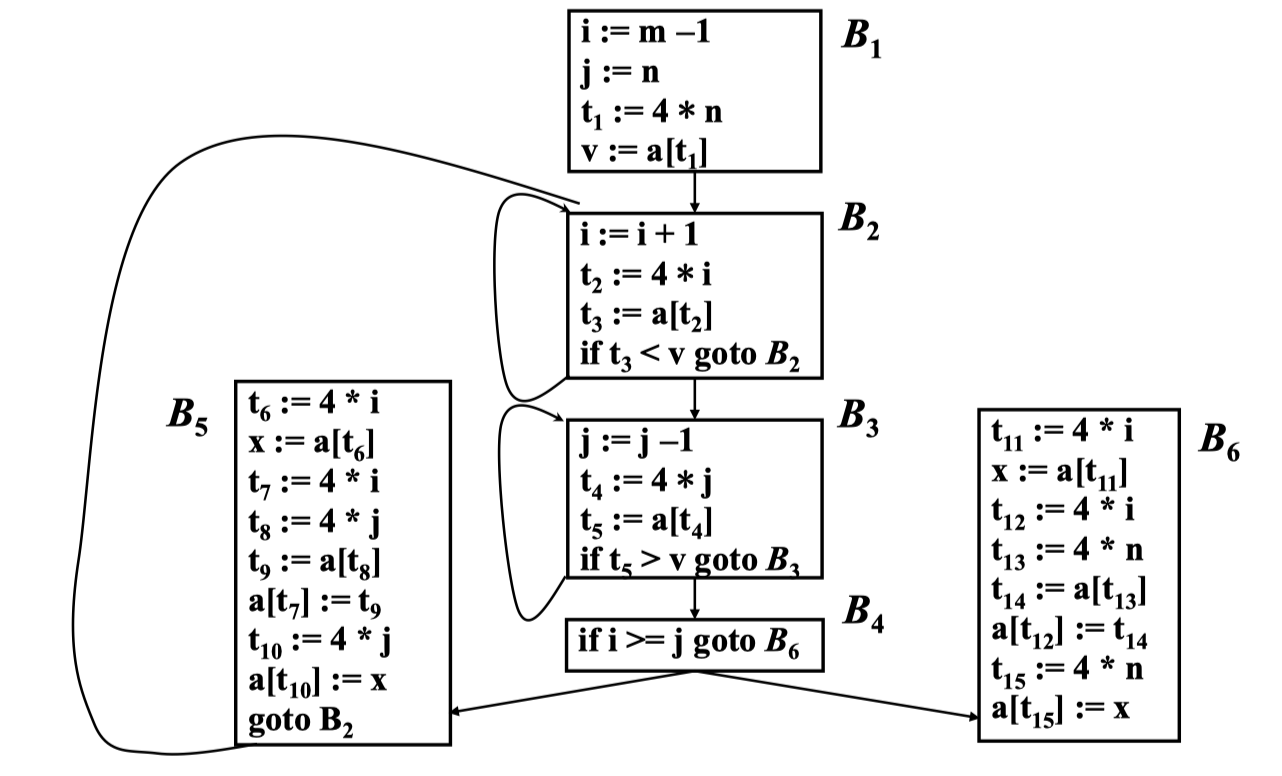 i := m –1
j := n
t₁ := 4 * n
v := a[t₁]
B₁
i := i + 1
t₂ := 4 * i
t₃ := a[t₂]
if t₃ < v goto B₂
B₂
j := j –1
t₄ := 4 * j
t₅ := a[t₄]
if t₅ > v goto B₃
B₃
if i >= j goto B₆
B₄
B₅
t₆ := 4 * i
x := a[t₆]
t₇ := 4 * i
t₈ := 4 * j
t₉ := a[t₈]
a[t₇] := t₉
t₁₀ := 4 * j
a[t₁₀] := x
goto B₂
t₁₁ := 4 * i
x := a[t₁₁]
t₁₂ := 4 * i
t₁₃ := 4 * n
t₁₄ := a[t₁₃]
a[t₁₂] := t₁₄
t₁₅ := 4 * n
a[t₁₅] := x
B₆